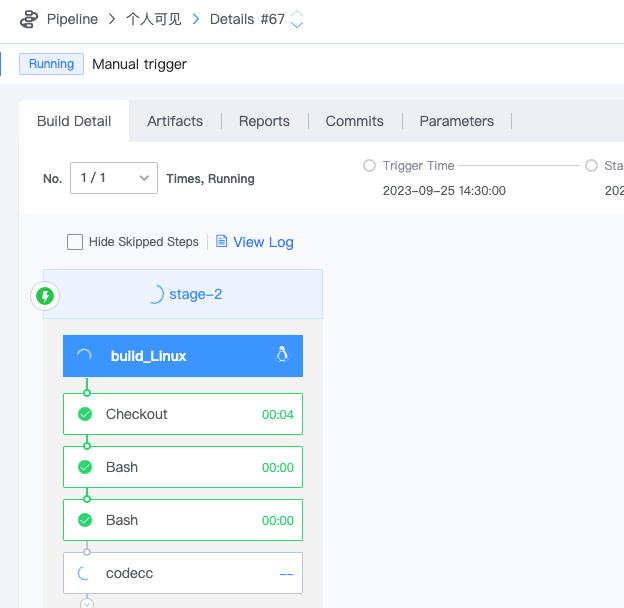 Pipeline 个人可见 Details #67
Running Manual trigger
Build Detail Artifacts Reports Commits Parameters
Trigger Time Sta
No. 1 / 1 Times, Running
2023-09-25 14:30:00 202
Hide Skipped Steps View Log
stage-2
build_Linux
Checkout 00:04
Bash 00:00
Bash 00:00
codecc --